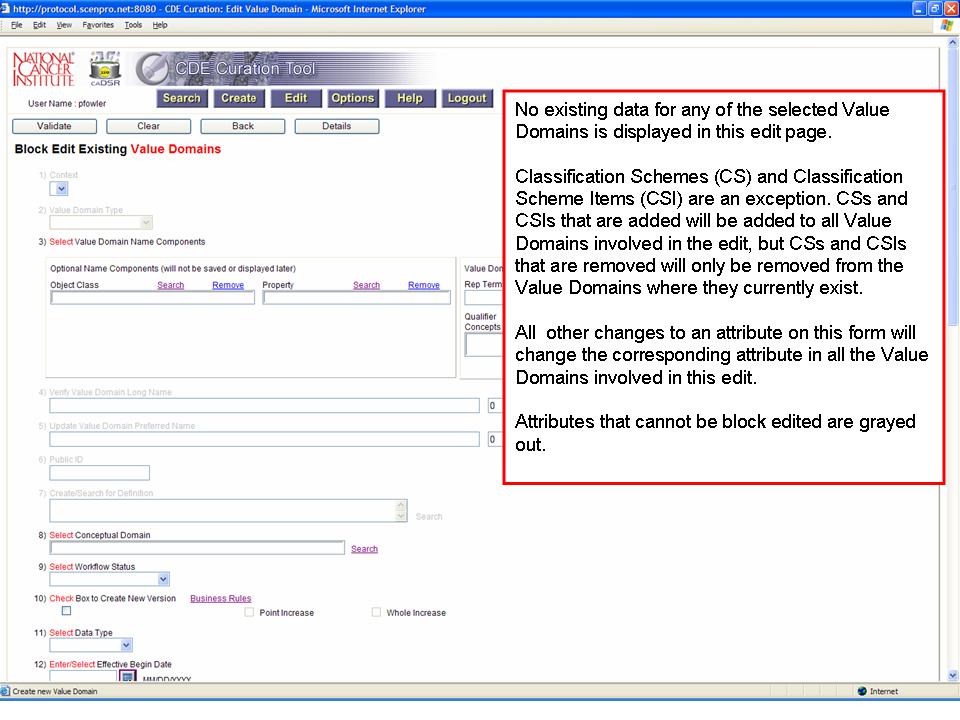 http://protocol.scenpro.net:8080 - CDE Curation: Edit Value Domain - Microsoft Internet Explorer
File Edit View Favorites Tools Help
NATIONAL CANCER INSTITUTE
caDSR
CDE Curation Tool
User Name : pfowler
Search Create Edit Options Help Logout
Validate Clear Back Details
Block Edit Existing Value Domains
1) Context
2) Value Domain Type
3) Select Value Domain Name Components
Optional Name Components (will not be saved or displayed later)
Object Class Search Remove Property Search Remove
Value Don
Rep Term
Qualifier
Concepts
4) Verify Value Domain Long Name
0
5) Update Value Domain Preferred Name
0
6) Public ID
7) Create/Search for Definition
Search
8) Select Conceptual Domain
Search
9) Select Workflow Status
10) Check Box to Create New Version Business Rules
Point Increase Whole Increase
11) Select Data Type
12) Enter/Select Effective Begin Date
MM/DD/YYYY
No existing data for any of the selected Value
Domains is displayed in this edit page.
Classification Schemes (CS) and Classification
Scheme Items (CSI) are an exception. CSs and
CSIs that are added will be added to all Value
Domains involved in the edit, but CSs and CSIs
that are removed will only be removed from the
Value Domains where they currently exist.
All other changes to an attribute on this form will
change the corresponding attribute in all the Value
Domains involved in this edit.
Attributes that cannot be block edited are grayed
out.
Create new Value Domain
Internet